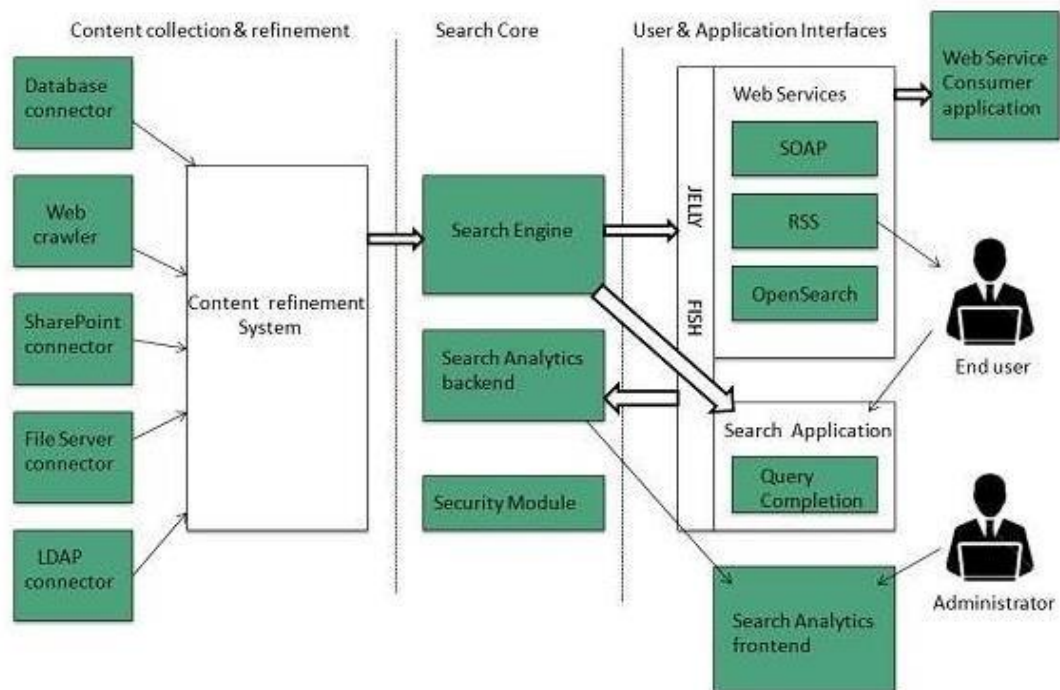 Content collection & refinement
Search Core
User & Application Interfaces
Database
connector
Web
crawler
SharePoint
connector
File Server
connector
LDAP
connector
Content refinement
System
Search Engine
Search Analytics
backend
Security Module
JELLY
FISH
Web Services
SOAP
RSS
OpenSearch
Search Application
Query
Completion
Search Analytics
frontend
Web Service
Consumer
application
End user
Administrator